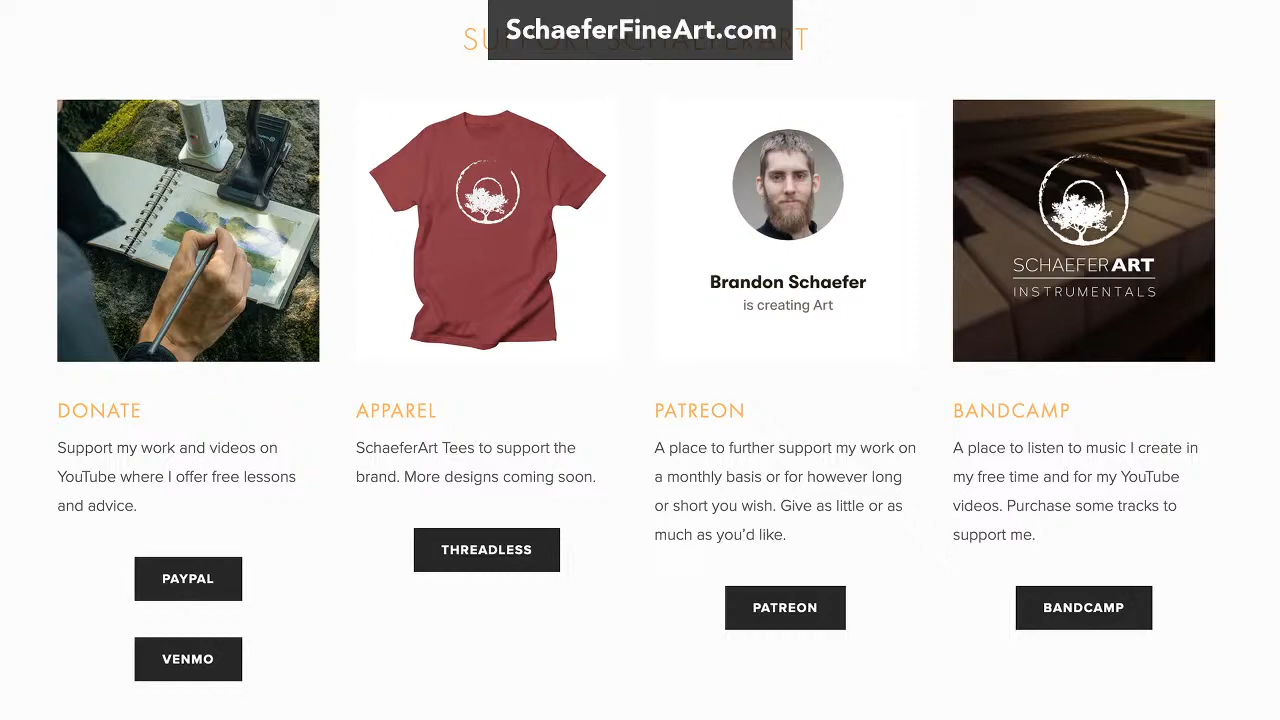 SchaeferFineArt.com
SUPPORT SCHAEFERART
SCHAEFERART
INSTRUMENTALS
Brandon Schaefer
is creating Art
DONATE
Support my work and videos on
YouTube where I offer free lessons
and advice.
PAYPAL
VENMO
APPAREL
SchaeferArt Tees to support the
brand. More designs coming soon.
THREADLESS
PATREON
A place to further support my work on
a monthly basis or for however long
or short you wish. Give as little or as
much as you’d like.
PATREON
BANDCAMP
A place to listen to music I create in
my free time and for my YouTube
videos. Purchase some tracks to
support me.
BANDCAMP